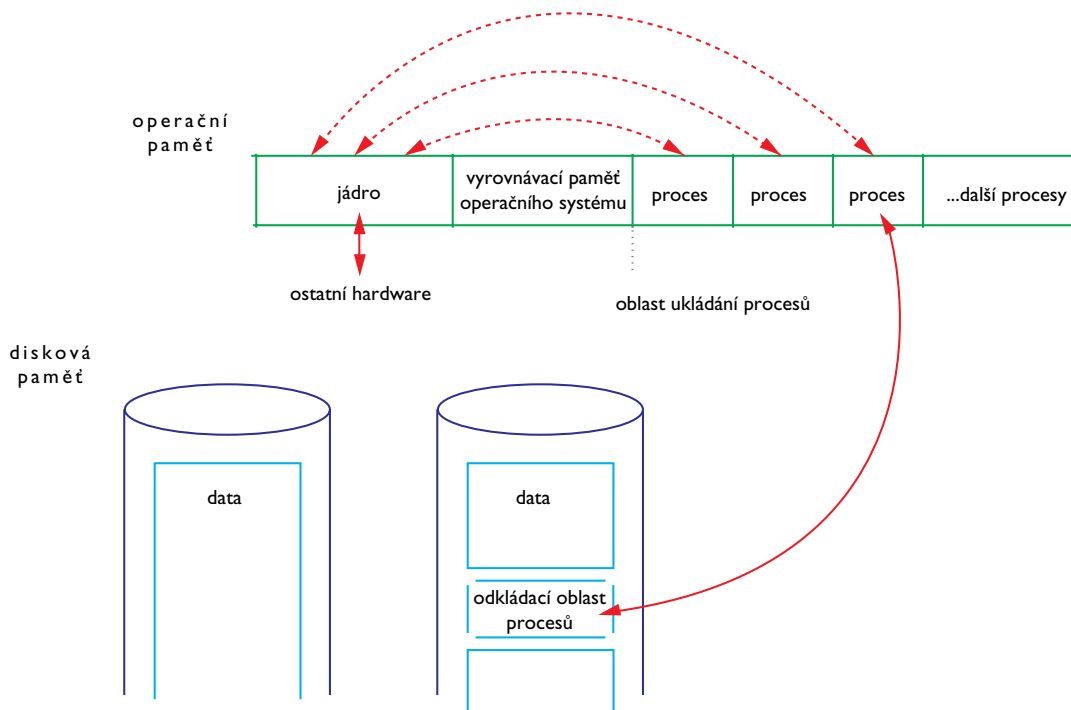 operační
paměť
jádro
vyrovnávací paměť
operačního systému
proces
proces
proces
...další procesy
ostatní hardware
oblast ukládání procesů
disková
paměť
data
data
odkládací oblast
procesů